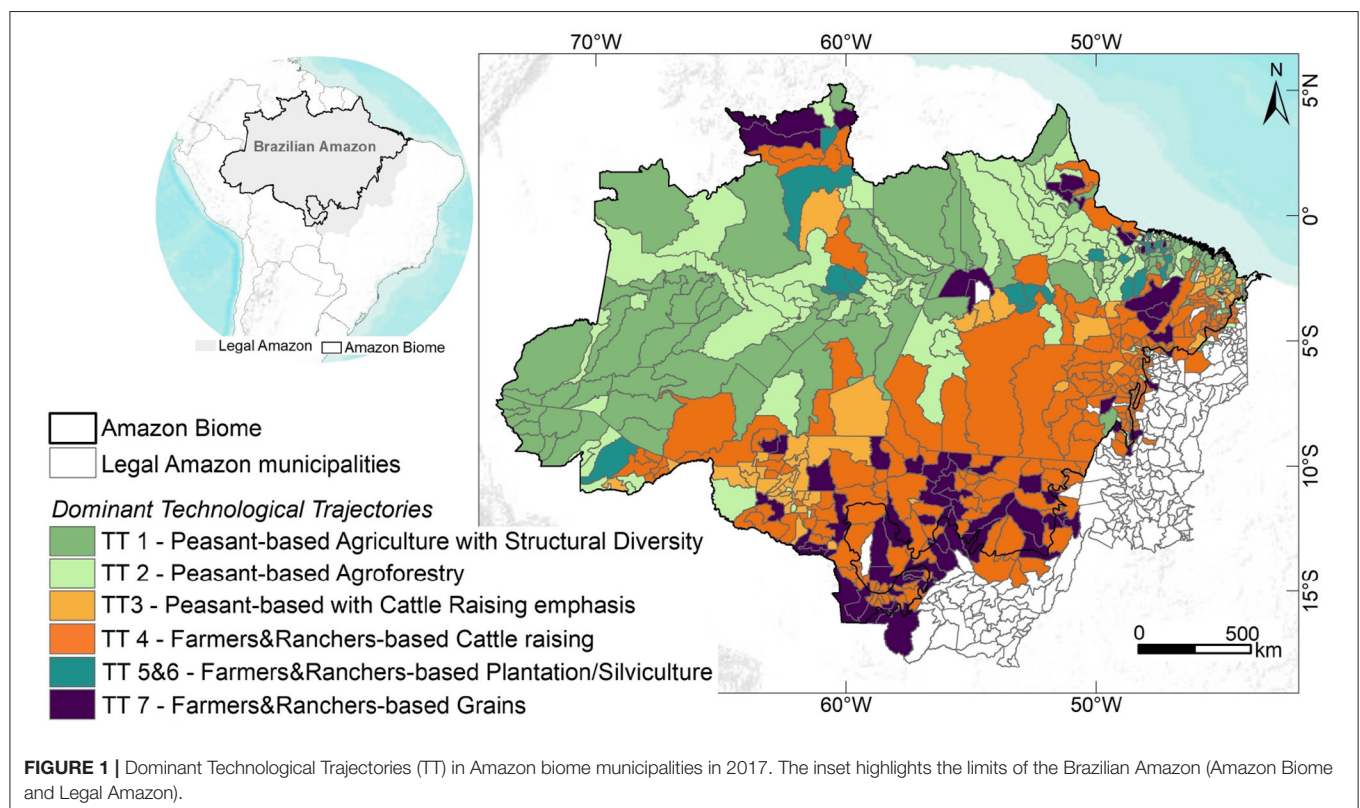 70°W 60°W 50°W
N
5°N
0°
5°S
10°S
15°S
Brazilian Amazon
Legal Amazon Amazon Biome
Amazon Biome
Legal Amazon municipalities
Dominant Technological Trajectories
TT 1 - Peasant-based Agriculture with Structural Diversity
TT 2 - Peasant-based Agroforestry
TT3 - Peasant-based with Cattle Raising emphasis
TT 4 - Farmers&Ranchers-based Cattle raising
TT 5&6 - Farmers&Ranchers-based Plantation/Silviculture
TT 7 - Farmers&Ranchers-based Grains
0 500
km
60°W 50°W
FIGURE 1 | Dominant Technological Trajectories (TT) in Amazon biome municipalities in 2017. The inset highlights the limits of the Brazilian Amazon (Amazon Biome
and Legal Amazon).